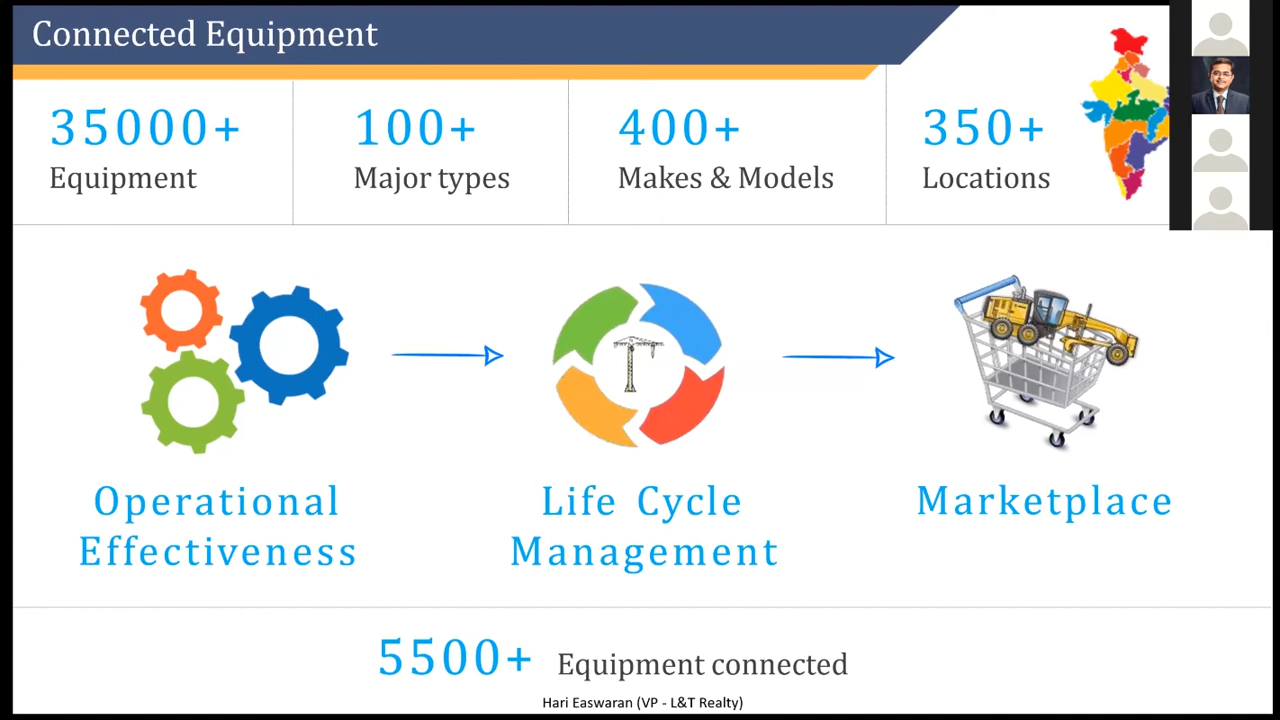 Connected Equipment
35000+
Equipment
100+
Major types
400+
Makes & Models
350+
Locations
Operational
Effectiveness
Life Cycle
Management
Marketplace
5500+ Equipment connected
Hari Easwaran (VP - L&T Realty)